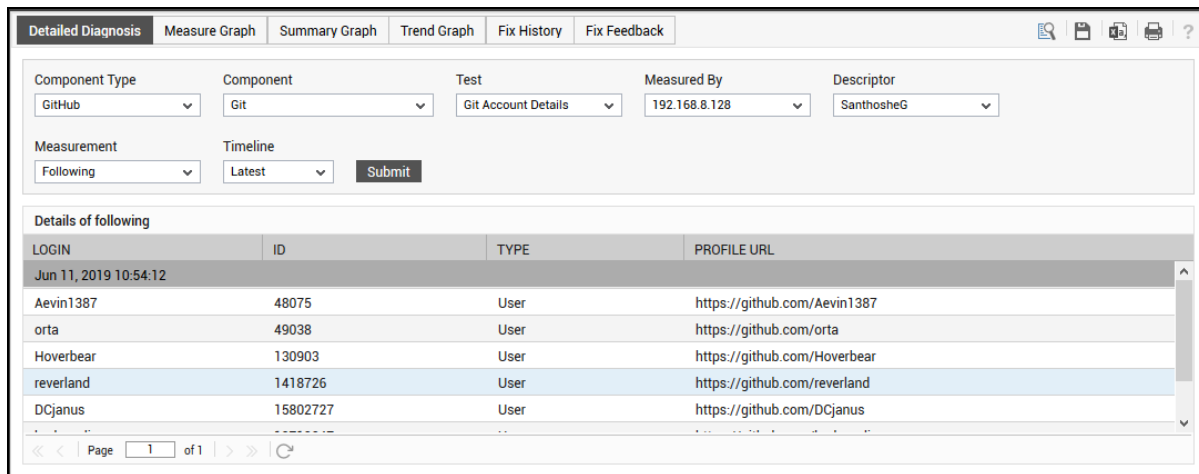 Detailed Diagnosis Measure Graph Summary Graph Trend Graph Fix History Fix Feedback ?
Component Type Component Test Measured By Descriptor
GitHub Git Git Account Details 192.168.8.128 SanthosheG
Measurement Timeline
Following Latest Submit
Details of following
LOGIN ID TYPE PROFILE URL
Jun 11, 2019 10:54:12
Aevin1387 48075 User https://github.com/Aevin1387
orta 49038 User https://github.com/orta
Hoverbear 130903 User https://github.com/Hoverbear
reverland 1418726 User https://github.com/reverland
DCjanus 15802727 User https://github.com/DCjanus
Page 1 of 1